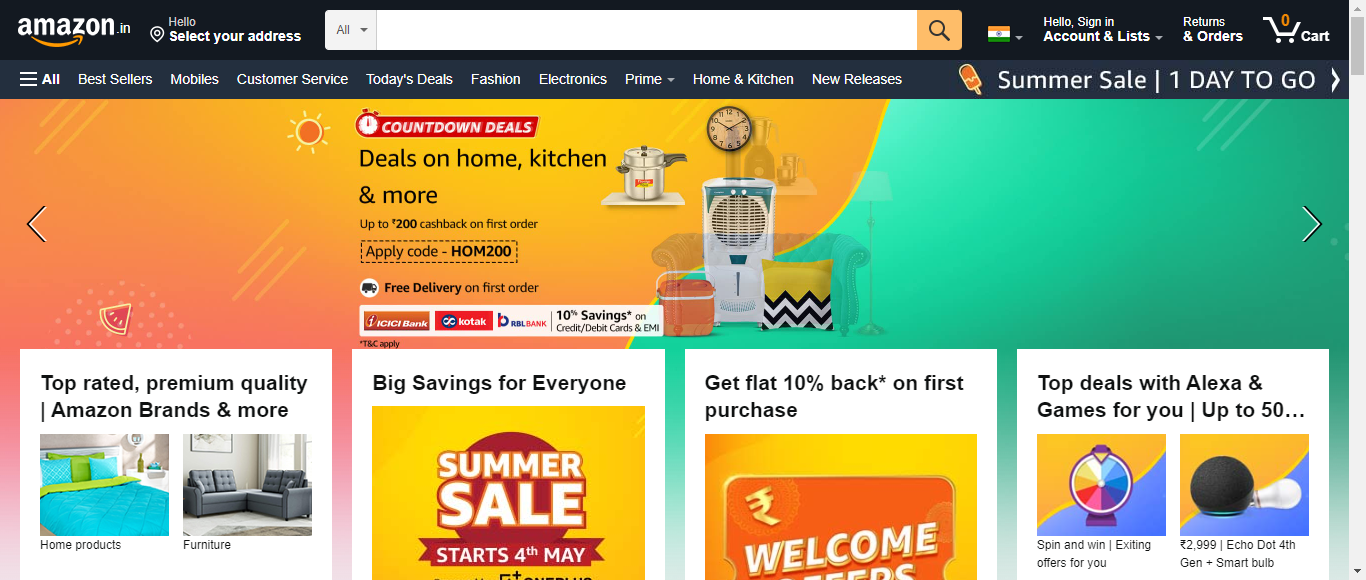 amazon.in
Hello
Select your address
All
Hello, Sign in
Account & Lists
Returns
& Orders
0
Cart
All
Best Sellers
Mobiles
Customer Service
Today's Deals
Fashion
Electronics
Prime
Home & Kitchen
New Releases
Summer Sale | 1 DAY TO GO
COUNTDOWN DEALS
Deals on home, kitchen
& more
Up to ₹200 cashback on first order
Apply code - HOM200
Free Delivery on first order
ICICI Bank
kotak
RBLBANK
10% Savings* on
Credit/Debit Cards & EMI
*T&C apply
Top rated, premium quality
| Amazon Brands & more
Home products
Furniture
Big Savings for Everyone
SUMMER
SALE
STARTS 4th MAY
Get flat 10% back* on first
purchase
₹
WELCOME
OFFERS
Top deals with Alexa &
Games for you | Up to 50…
Spin and win | Exiting
offers for you
₹2,999 | Echo Dot 4th
Gen + Smart bulb